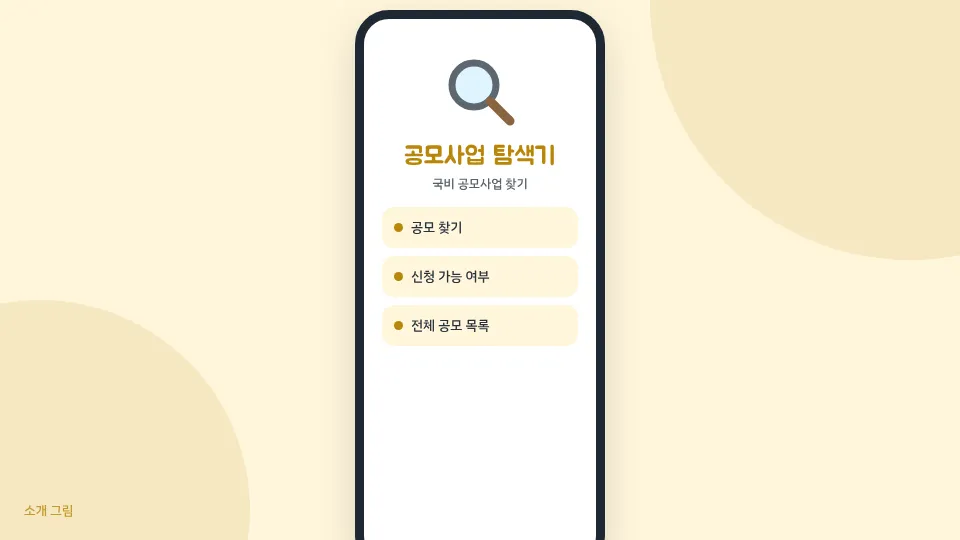 공모사업 탐색기
국비 공모사업 찾기
공모 찾기
신청 가능 여부
전체 공모 목록
소개 그림